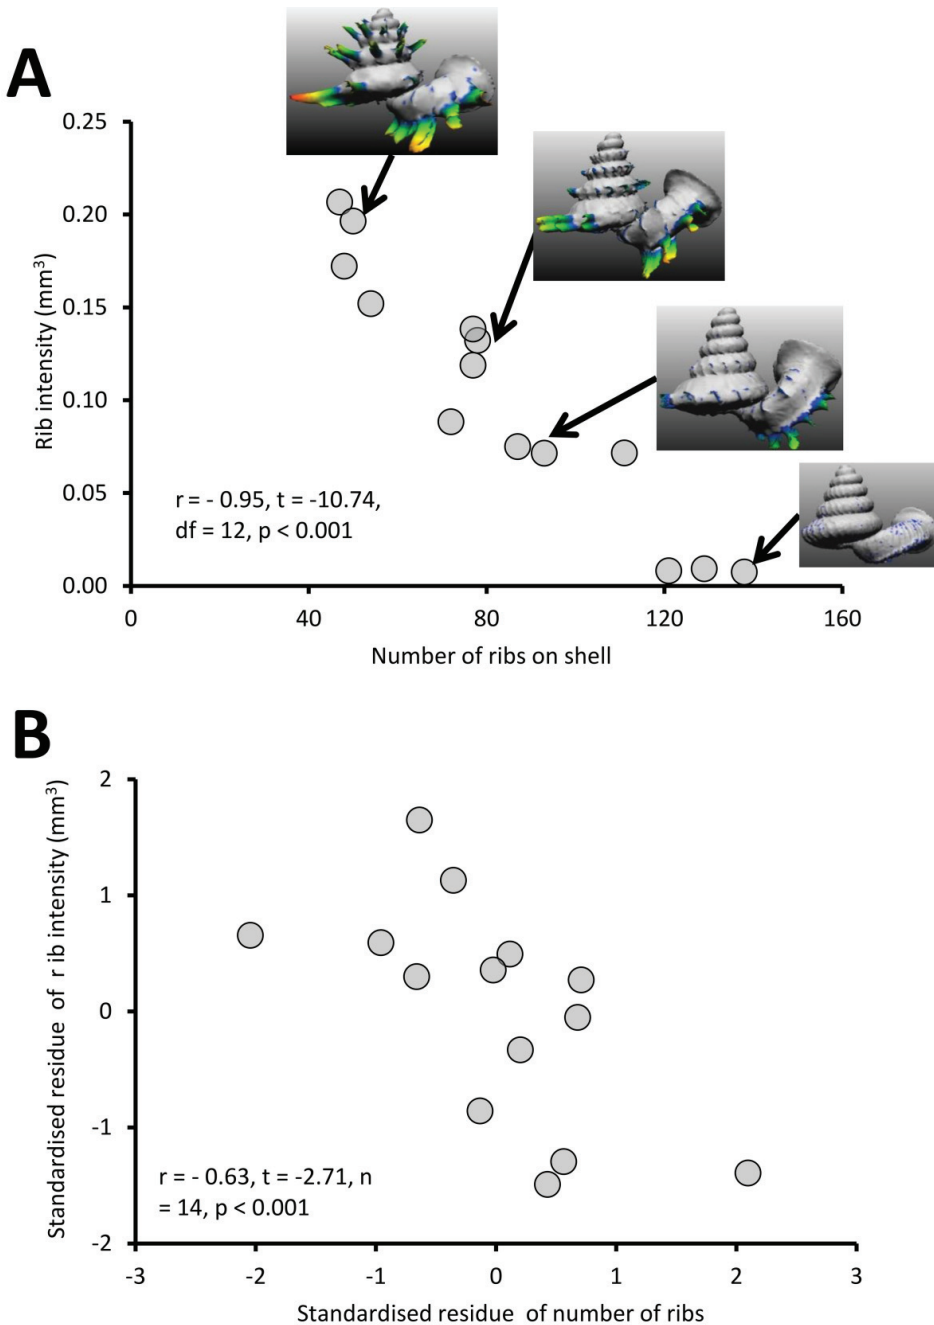 A
0.25
0.20
0.15
0.10
0.05
0.00
Rib intensity (mm³)
r = - 0.95, t = -10.74,
df = 12, p < 0.001
0 40 80 120 160
Number of ribs on shell
B
2
1
0
-1
-2
Standardised residue of r ib intensity (mm³)
r = - 0.63, t = -2.71, n
= 14, p < 0.001
-3 -2 -1 0 1 2 3
Standardised residue of number of ribs